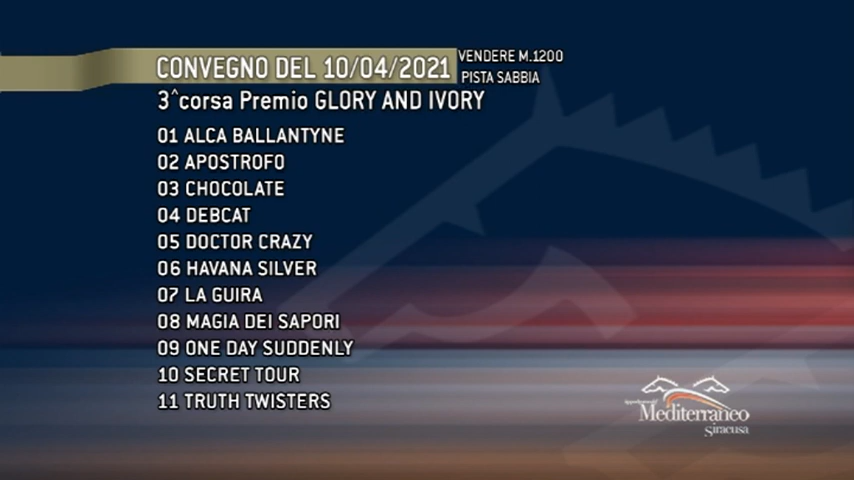 CONVEGNO DEL 10/04/2021
VENDERE M.1200
PISTA SABBIA
3^corsa Premio GLORY AND IVORY
01 ALCA BALLANTYNE
02 APOSTROFO
03 CHOCOLATE
04 DEBCAT
05 DOCTOR CRAZY
06 HAVANA SILVER
07 LA GUIRA
08 MAGIA DEI SAPORI
09 ONE DAY SUDDENLY
10 SECRET TOUR
11 TRUTH TWISTERS
Mediterraneo
Siracusa